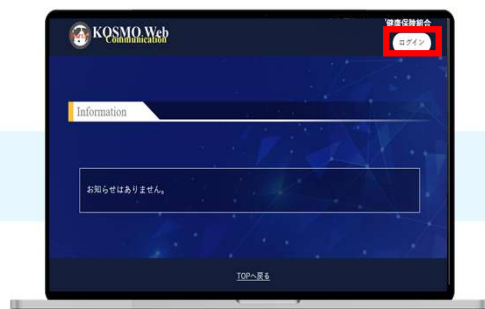 KOSMO Web
Communication
健康保険組合
ログイン
Information
お知らせはありません。
TOPへ戻る